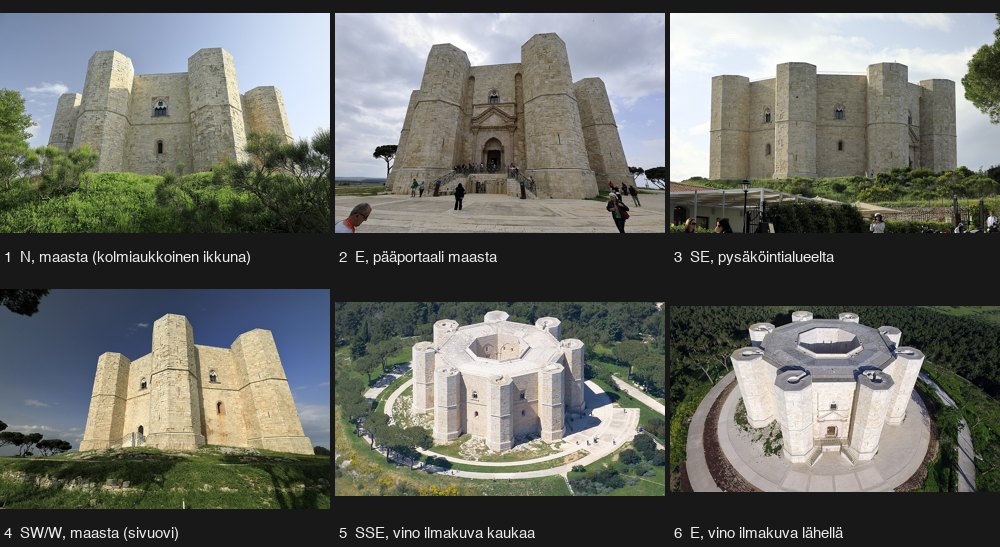 1 N, maasta (kolmiaukkoinen ikkuna)
2 E, pääportaali maasta
3 SE, pysäköintialueelta
4 SW/W, maasta (sivuovi)
5 SSE, vino ilmakuva kaukaa
6 E, vino ilmakuva lähellä